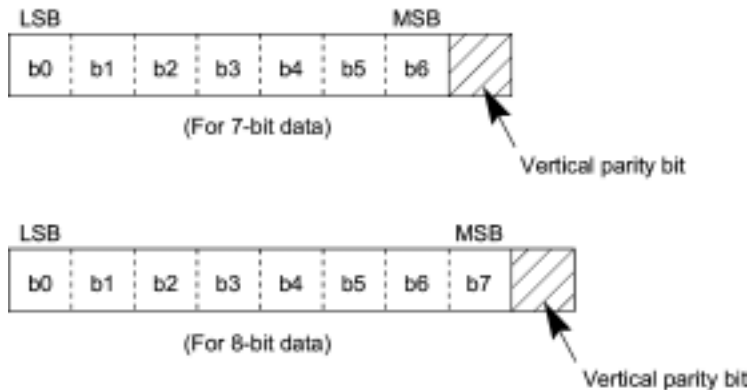 LSB MSB
b0 b1 b2 b3 b4 b5 b6
(For 7-bit data)
Vertical parity bit
LSB MSB
b0 b1 b2 b3 b4 b5 b6 b7
(For 8-bit data)
Vertical parity bit